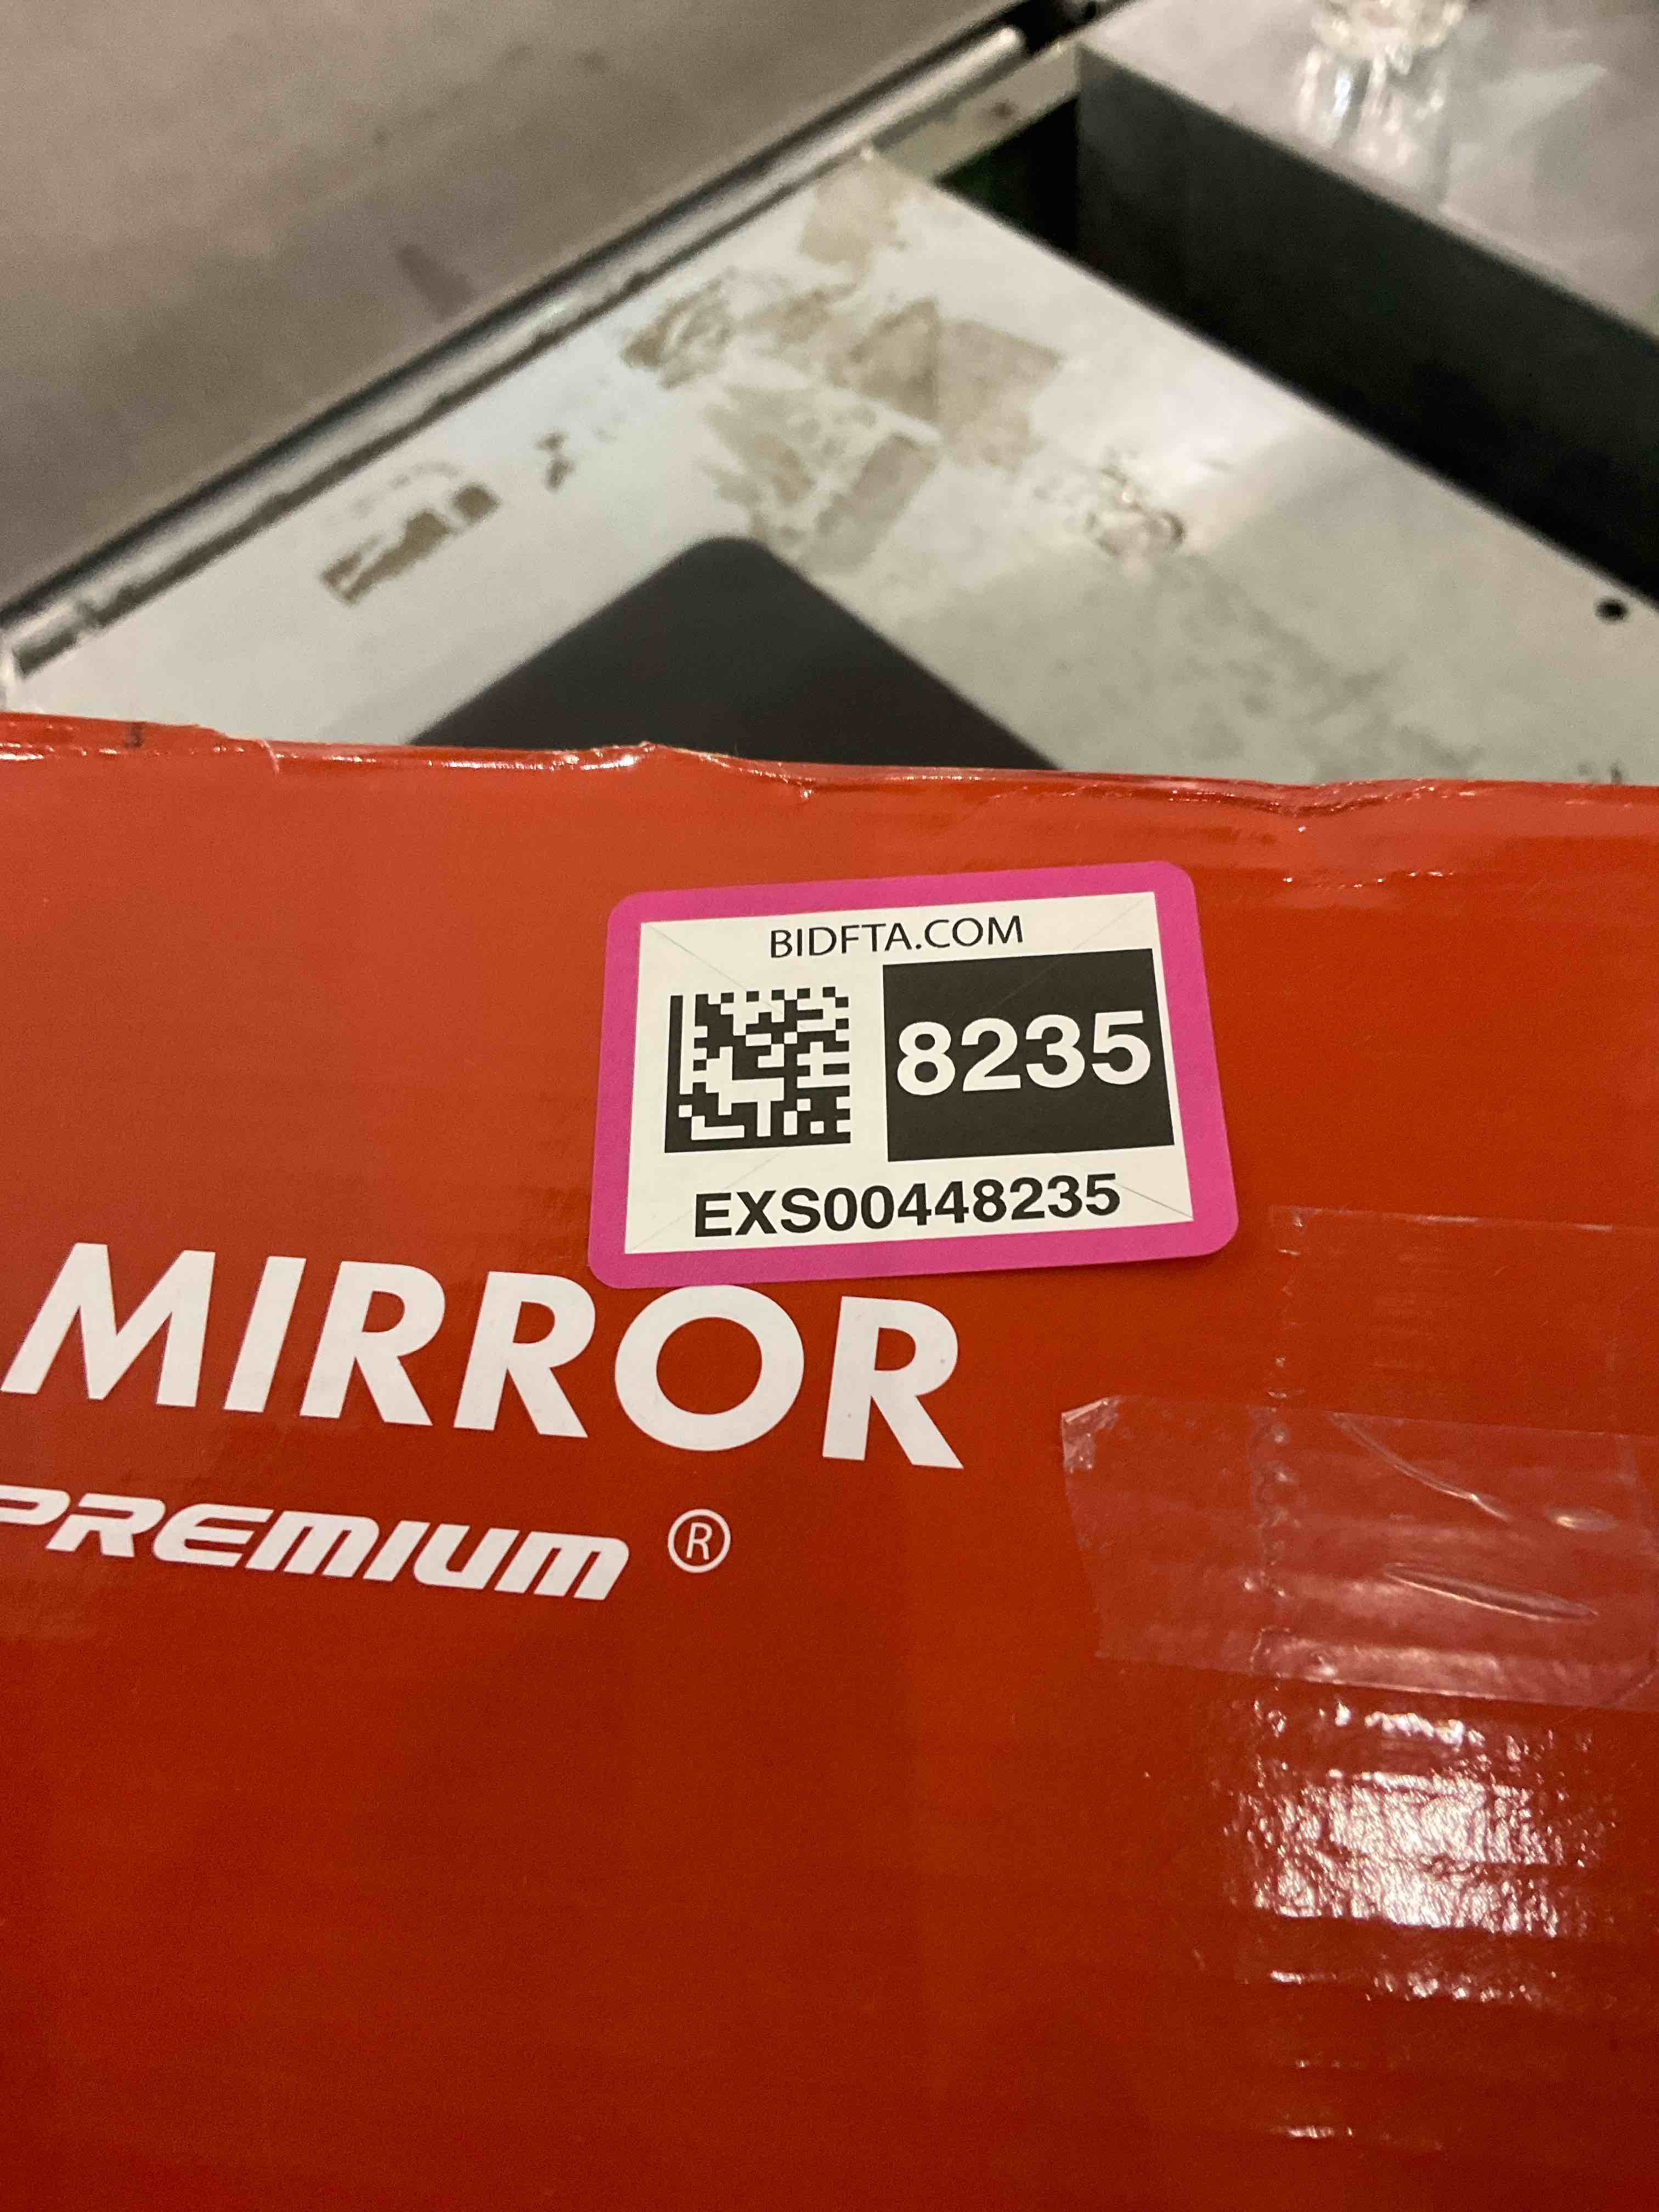 BIDFTA.COM
8235
EXS00448235
MIRROR
PREMIUM ®